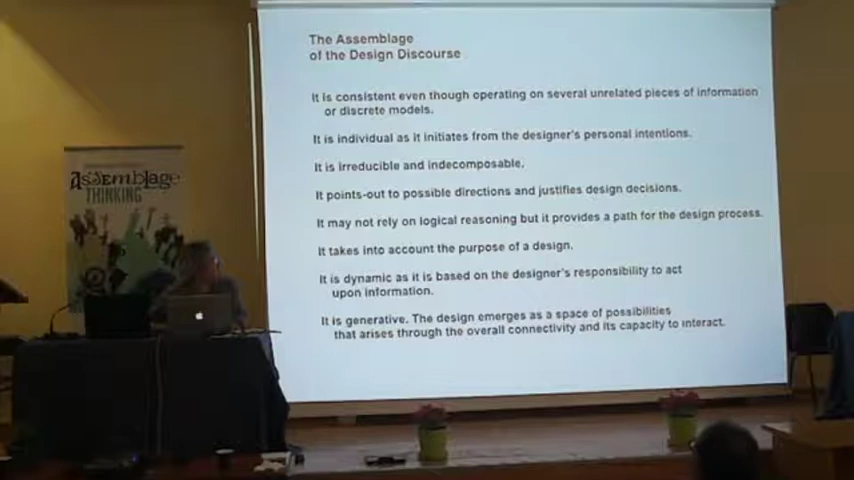 The Assemblage
of the Design Discourse
It is consistent even though operating on several unrelated pieces of information
or discrete models.
It is individual as it initiates from the designer's personal intentions.
It is irreducible and indecomposable.
It points-out to possible directions and justifies design decisions.
It may not rely on logical reasoning but it provides a path for the design process.
It takes into account the purpose of a design.
It is dynamic as it is based on the designer's responsibility to act
upon information.
It is generative. The design emerges as a space of possibilities
that arises through the overall connectivity and its capacity to interact.
Assemblage
THINKING